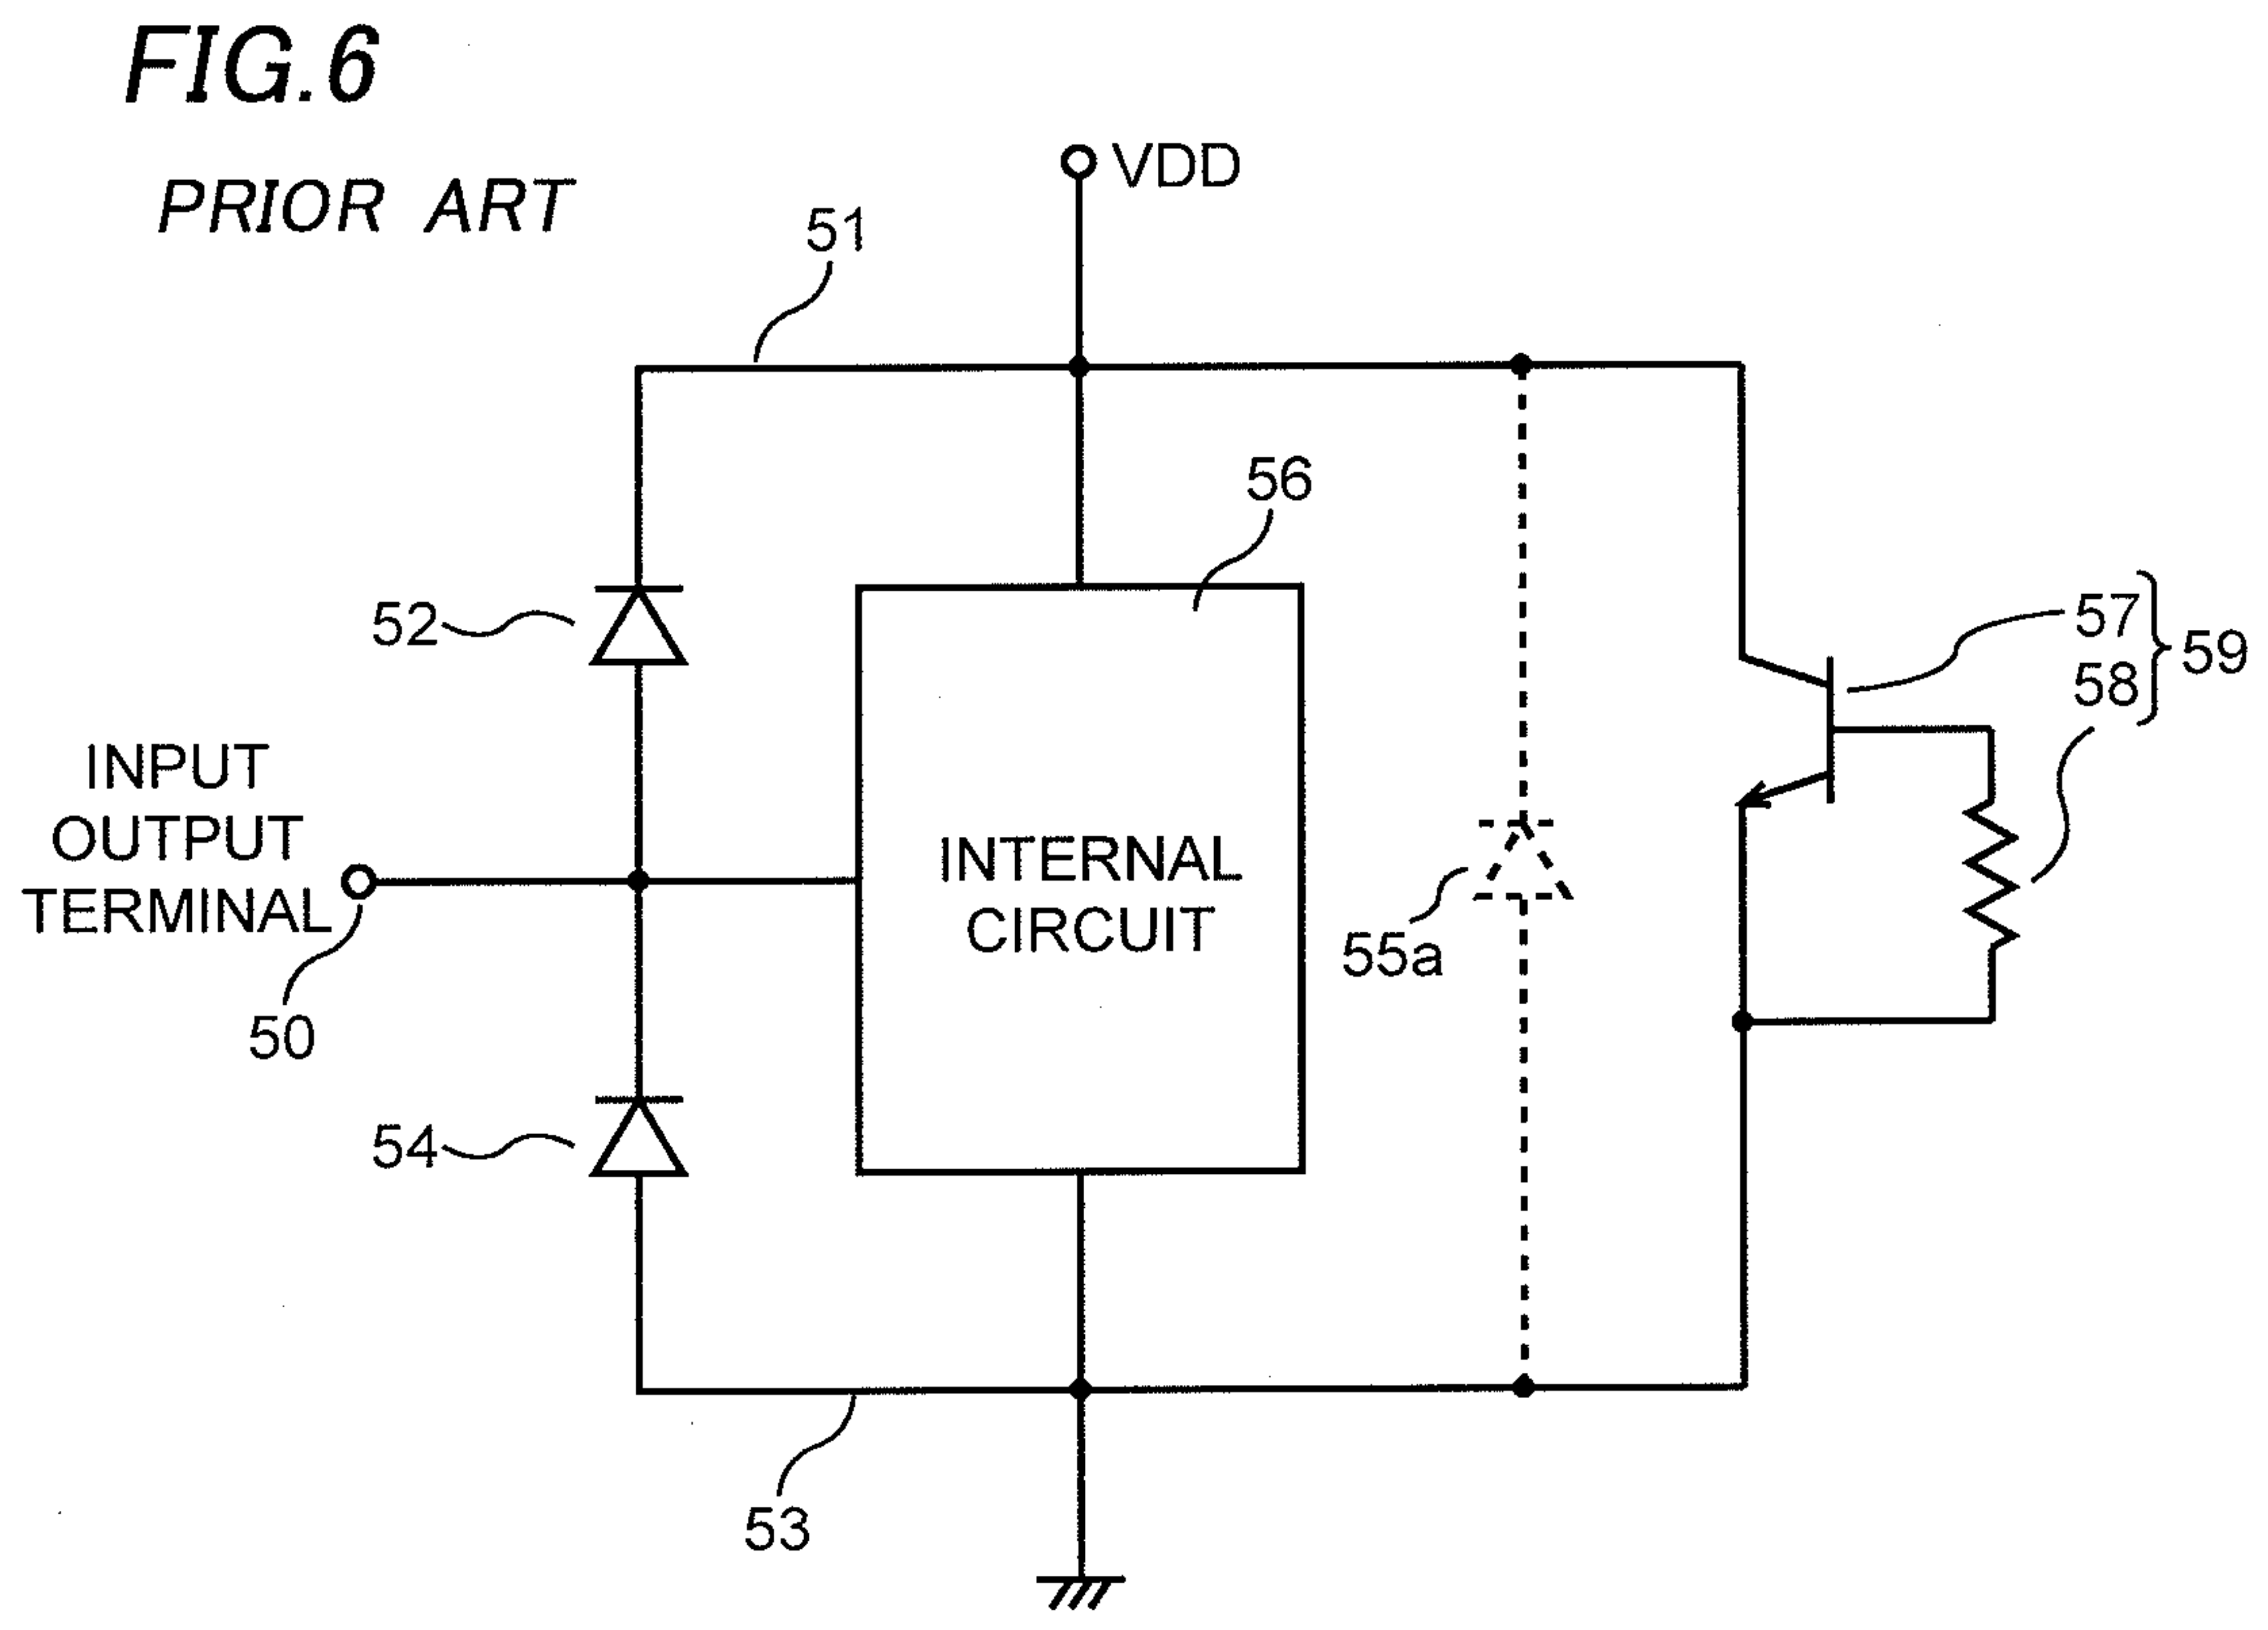 FIG.6
PRIOR ART
VDD
51
56
52
57
58
59
INPUT
OUTPUT
TERMINAL
INTERNAL
CIRCUIT
55a
50
54
53